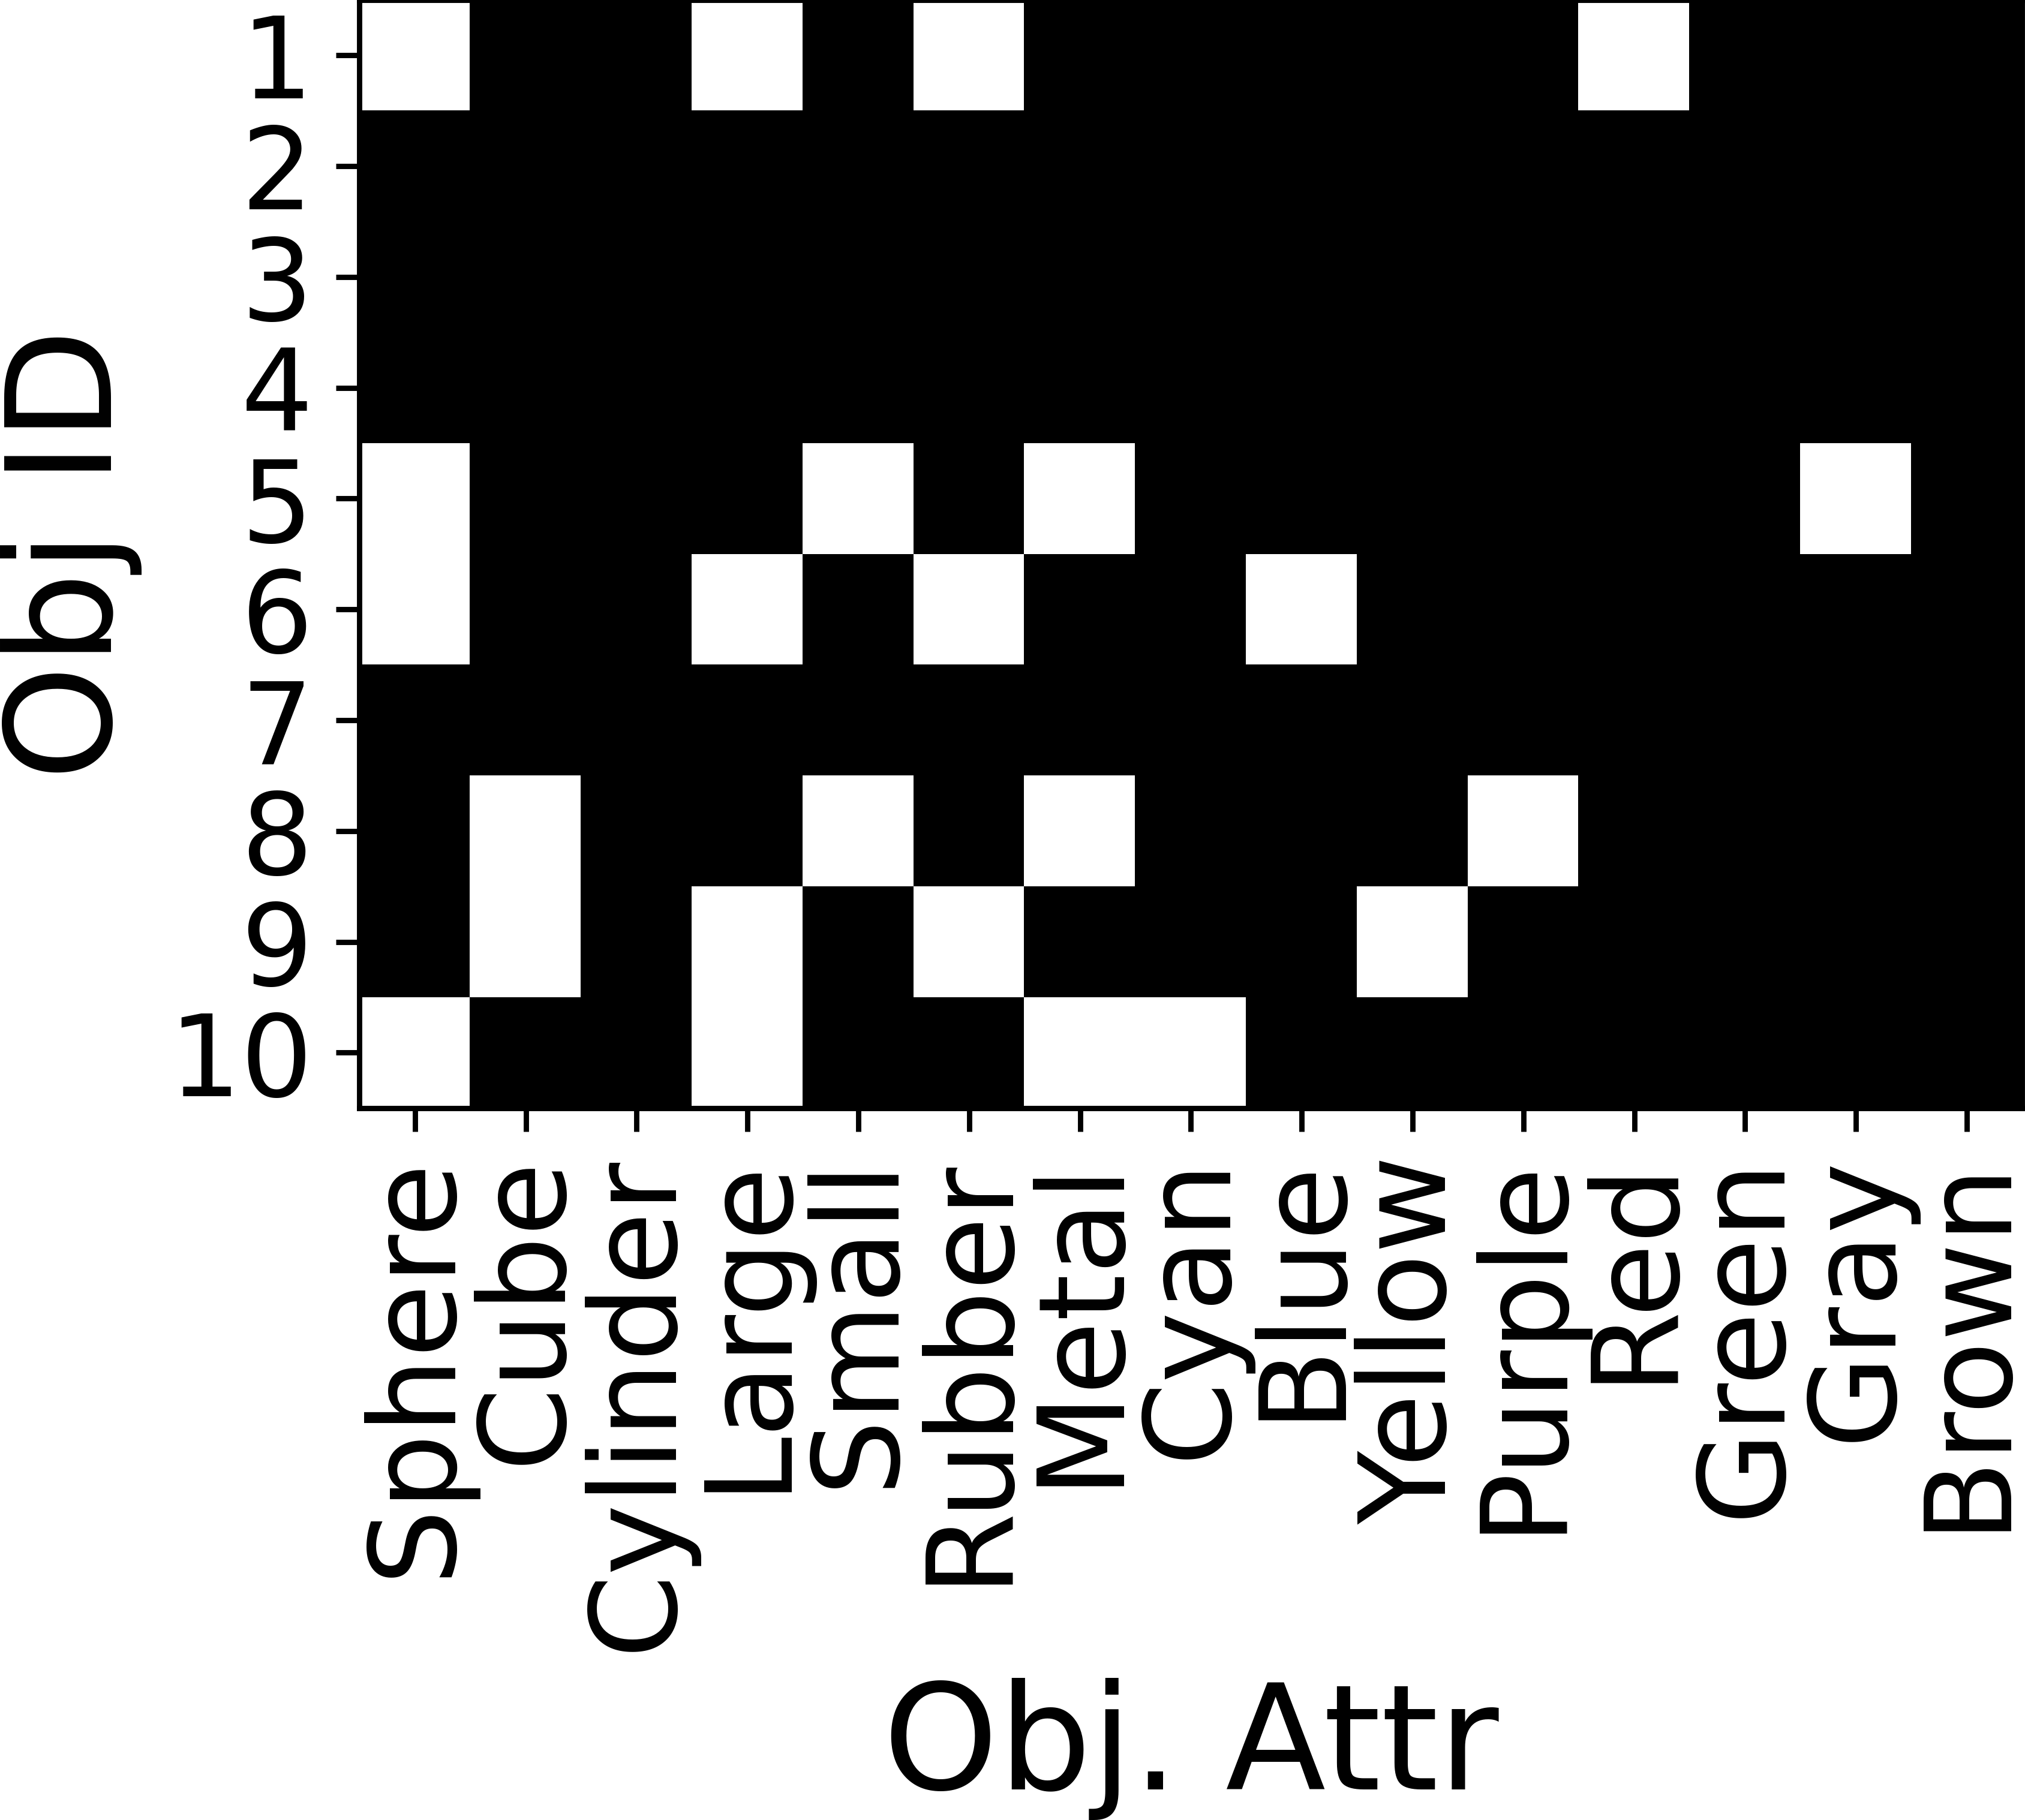 Obj ID
1
2
3
4
5
6
7
8
9
10
Sphere
Cube
Cylinder
Large
Small
Rubber
Metal
Cyan
Blue
Yellow
Purple
Red
Green
Gray
Brown
Obj. Attr